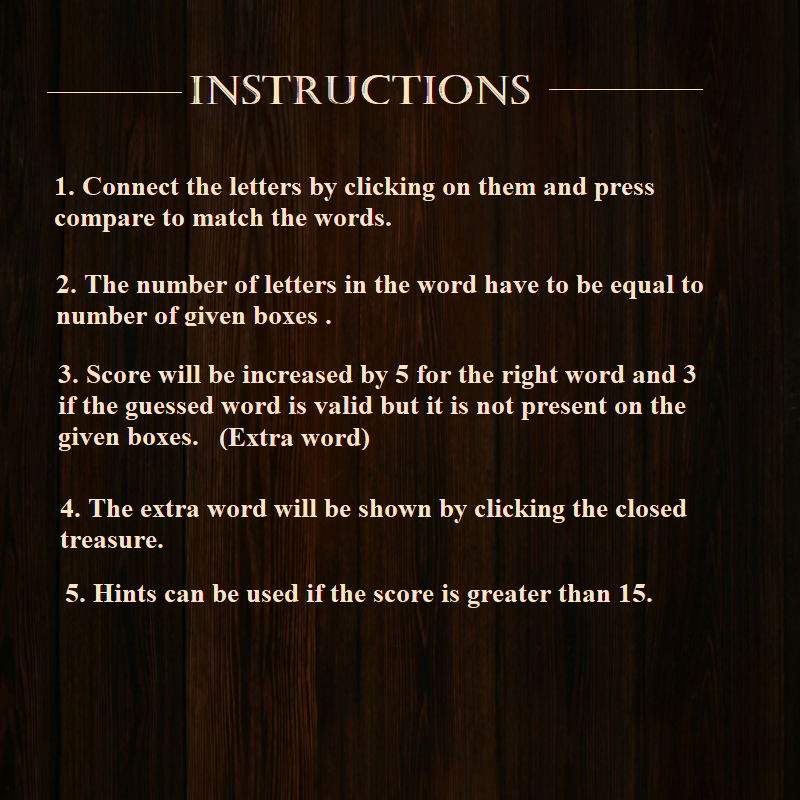 INSTRUCTIONS
1. Connect the letters by clicking on them and press
compare to match the words.
2. The number of letters in the word have to be equal to
number of given boxes .
3. Score will be increased by 5 for the right word and 3
if the guessed word is valid but it is not present on the
given boxes. (Extra word)
4. The extra word will be shown by clicking the closed
treasure.
5. Hints can be used if the score is greater than 15.